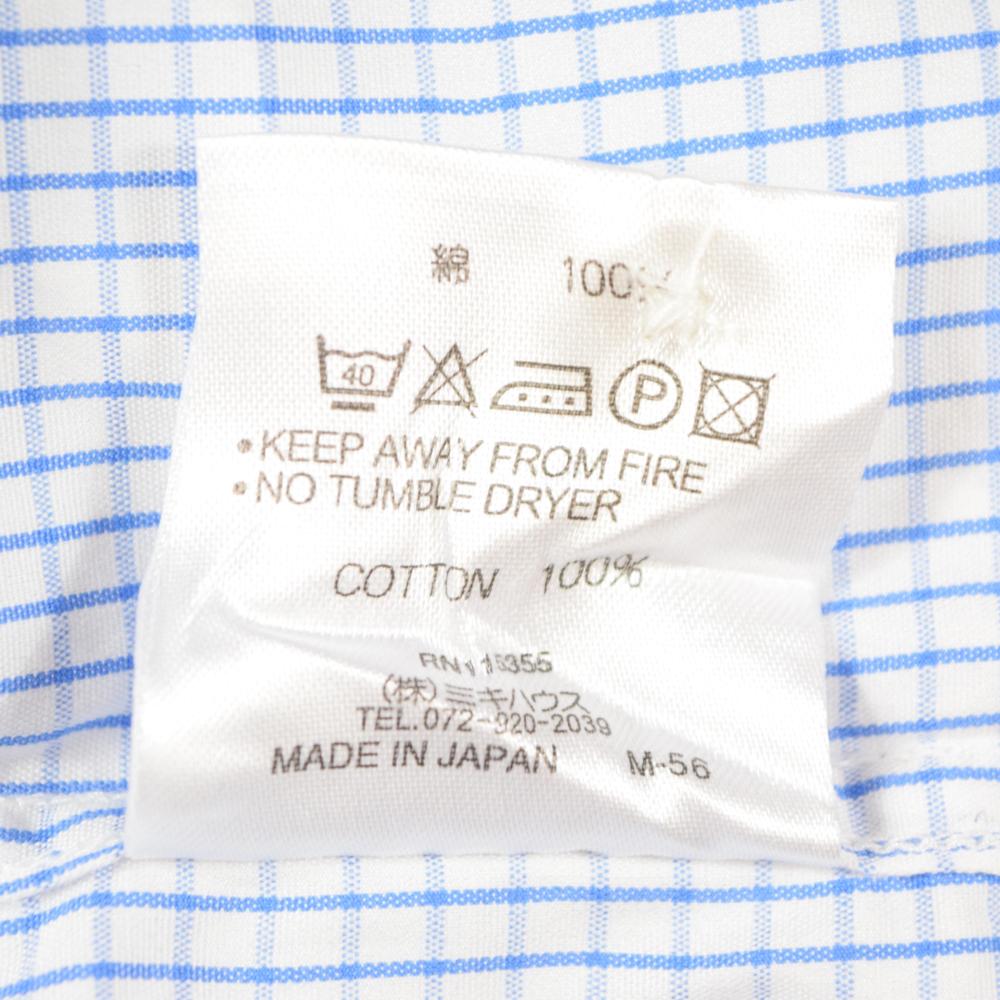 綿 100%
40
P
•KEEP AWAY FROM FIRE
•NO TUMBLE DRYER
COTTON 100%
RN115355
(株)ミキハウス
TEL.072-920-2039
MADE IN JAPAN M-56